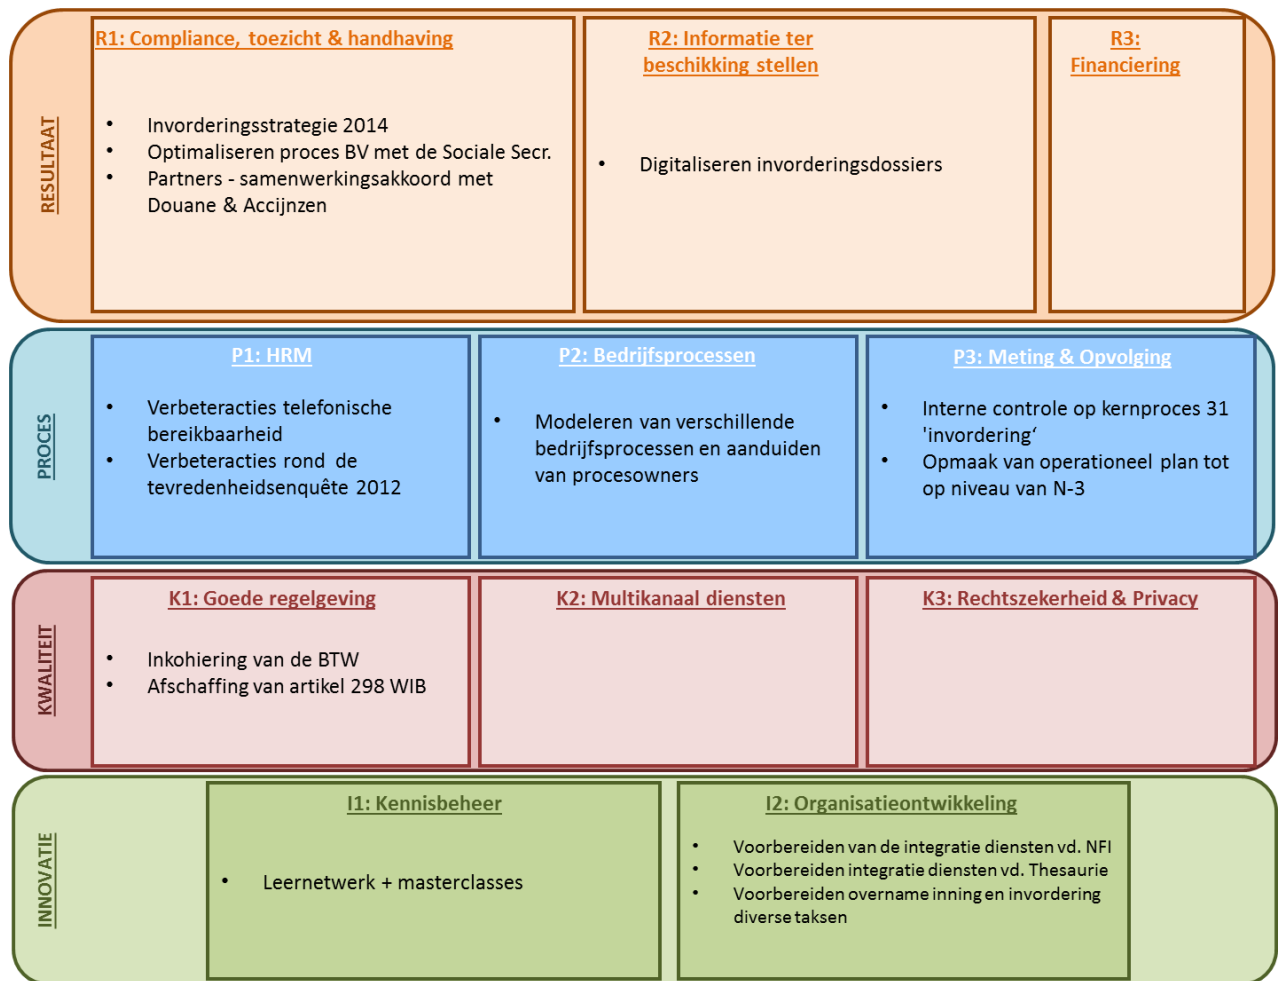 RESULTAAT
R1: Compliance, toezicht & handhaving
• Invorderingsstrategie 2014
• Optimaliseren proces BV met de Sociale Secr.
• Partners - samenwerkingsakkoord met
Douane & Accijnzen
R2: Informatie ter
beschikking stellen
• Digitaliseren invorderingsdossiers
R3:
Financiering
PROCES
P1: HRM
• Verbeteracties telefonische
bereikbaarheid
• Verbeteracties rond de
tevredenheidsenquête 2012
P2: Bedrijfsprocessen
• Modeleren van verschillende
bedrijfsprocessen en aanduiden
van procesowners
P3: Meting & Opvolging
• Interne controle op kernproces 31
'invordering‘
• Opmaak van operationeel plan tot
op niveau van N-3
KWALITEIT
K1: Goede regelgeving
• Inkohiering van de BTW
• Afschaffing van artikel 298 WIB
K2: Multikanaal diensten
K3: Rechtszekerheid & Privacy
INNOVATIE
I1: Kennisbeheer
• Leernetwerk + masterclasses
I2: Organisatieontwikkeling
• Voorbereiden van de integratie diensten vd. NFI
• Voorbereiden integratie diensten vd. Thesaurie
• Voorbereiden overname inning en invordering
diverse taksen